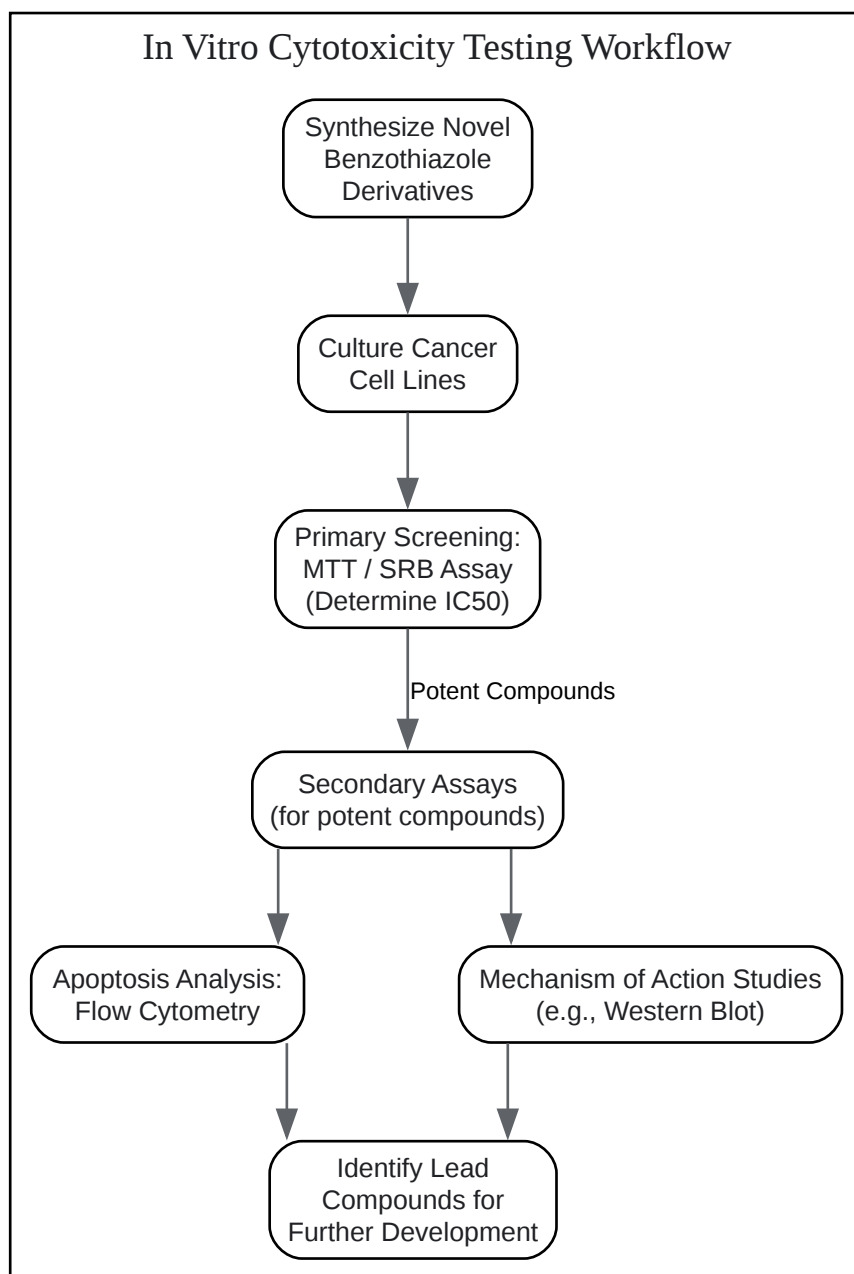 In Vitro Cytotoxicity Testing Workflow
Synthesize Novel
Benzothiazole
Derivatives
Culture Cancer
Cell Lines
Primary Screening:
MTT / SRB Assay
(Determine IC50)
Potent Compounds
Secondary Assays
(for potent compounds)
Apoptosis Analysis:
Flow Cytometry
Mechanism of Action Studies
(e.g., Western Blot)
Identify Lead
Compounds for
Further Development